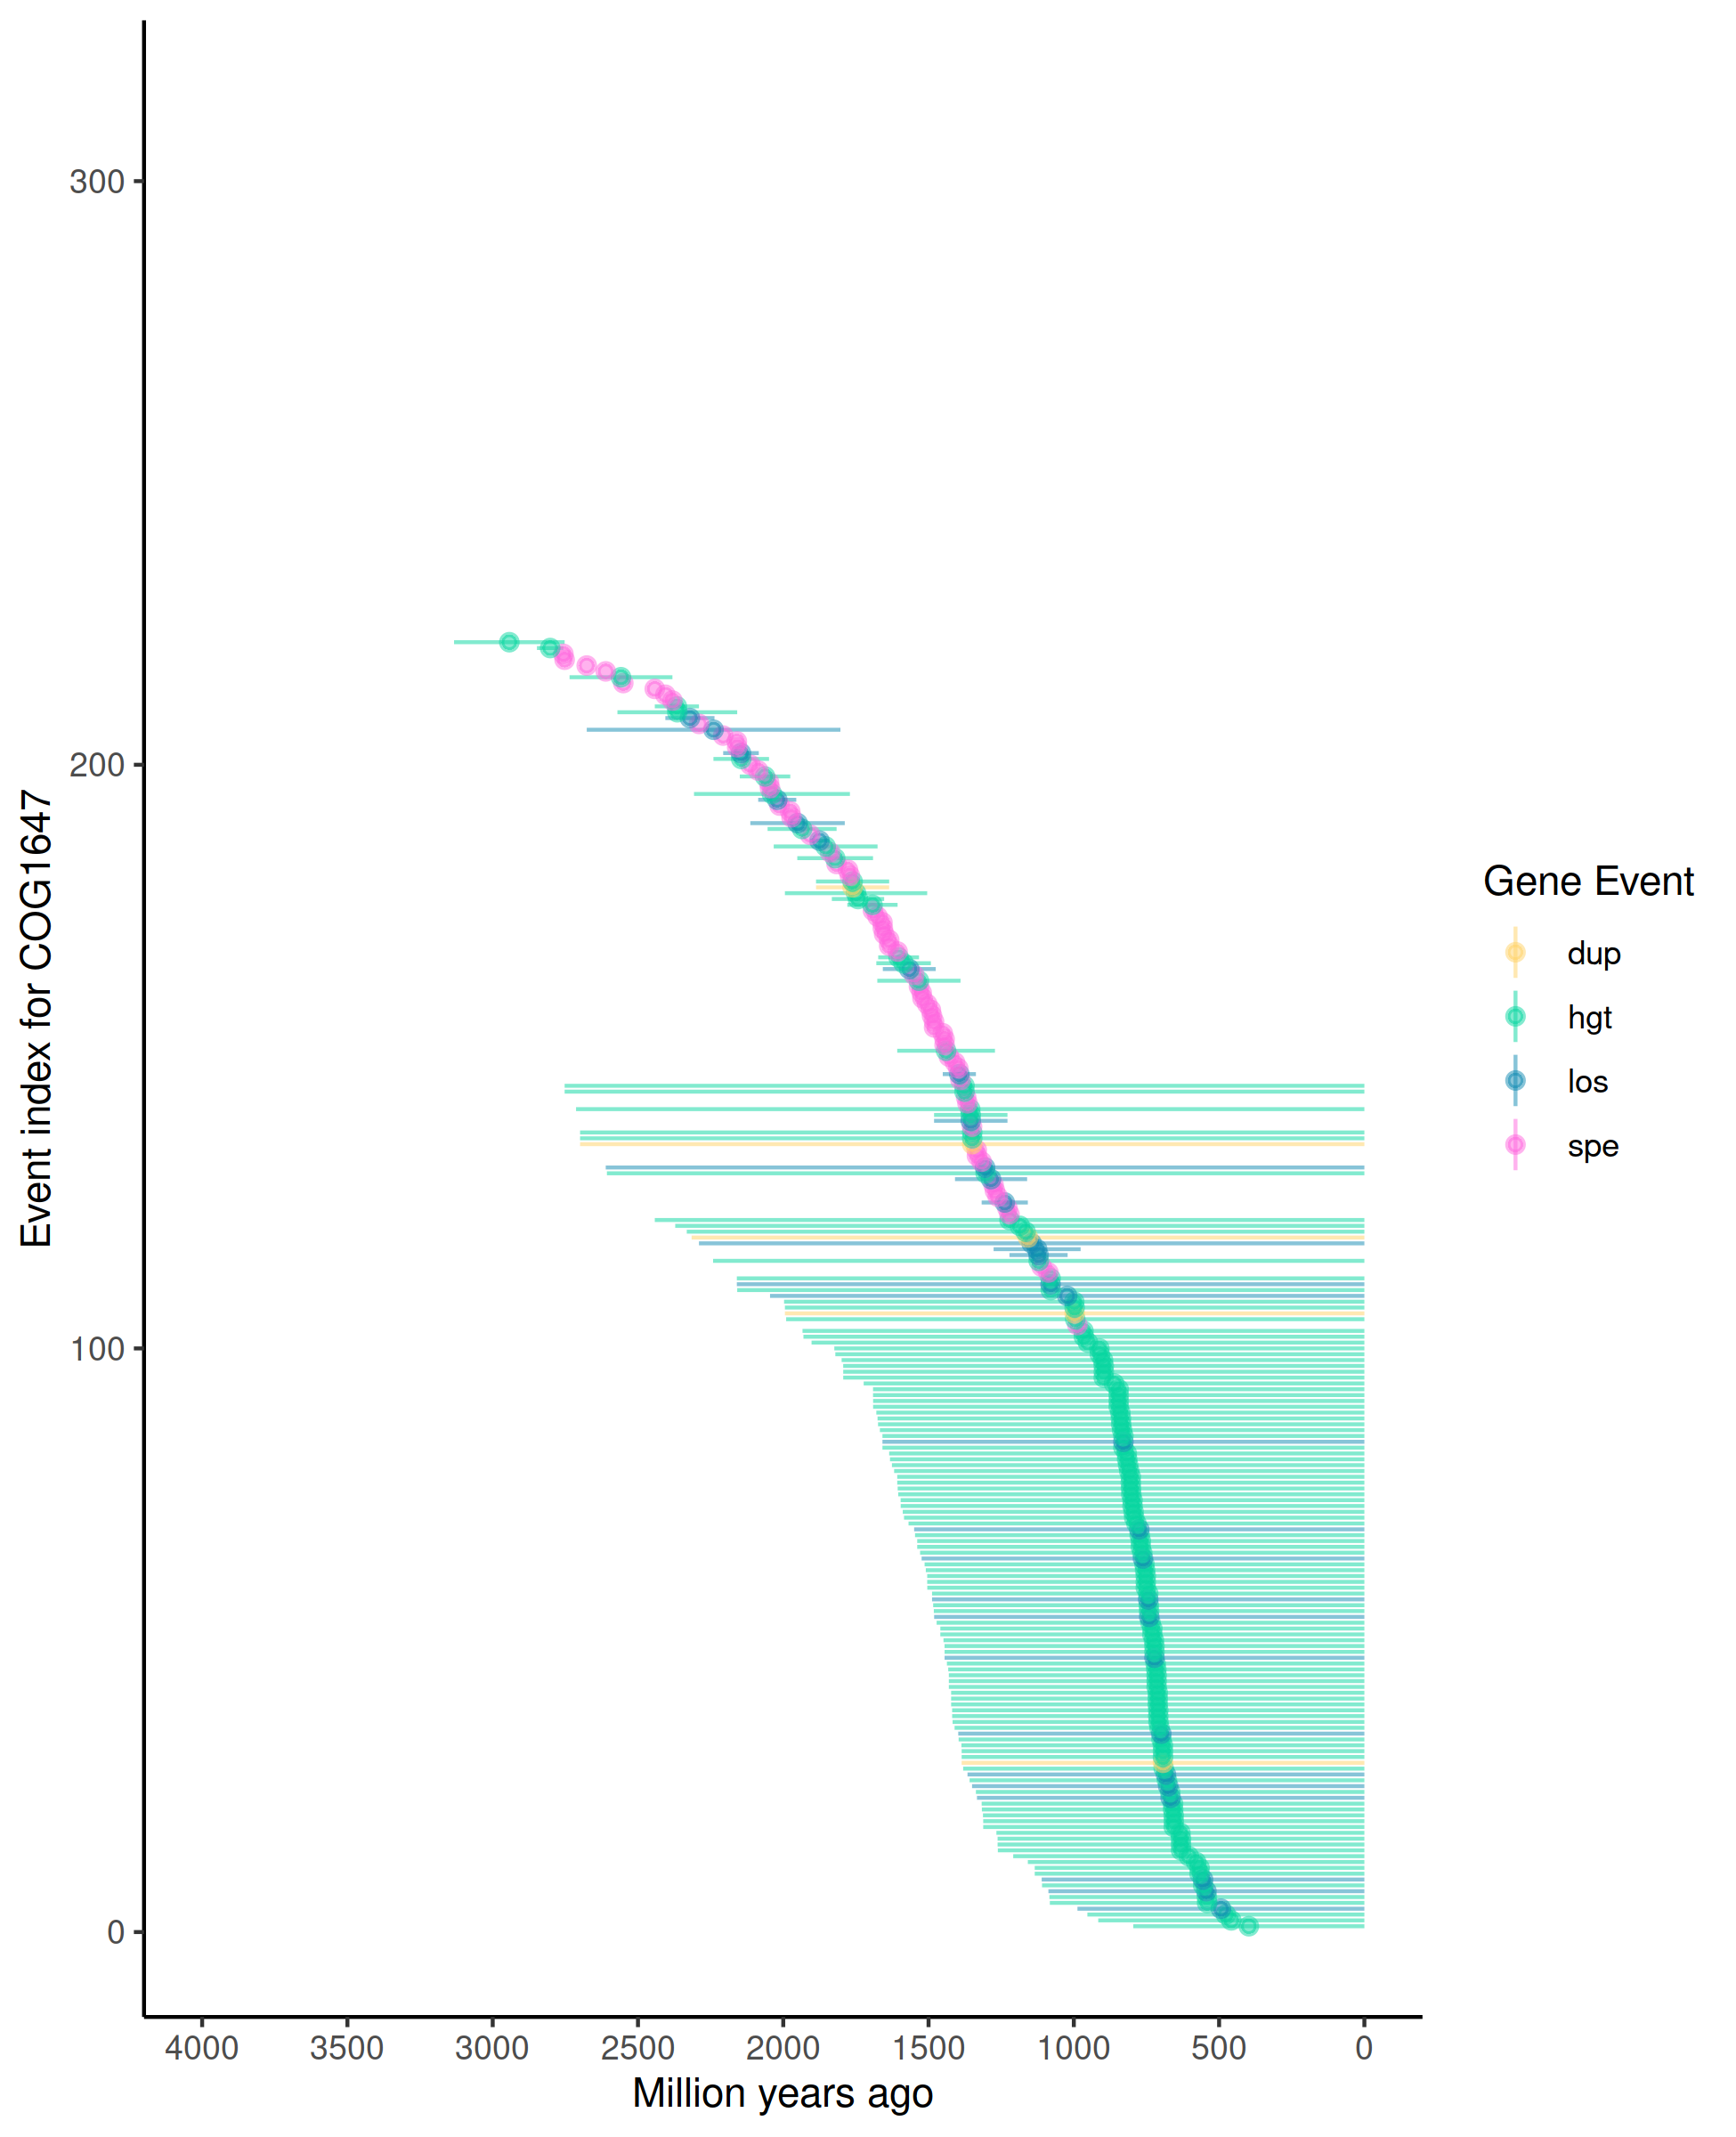 Event index for COG1647
300
200
100
0
4000 3500 3000 2500 2000 1500 1000 500 0
Million years ago
Gene Event
dup
hgt
los
spe